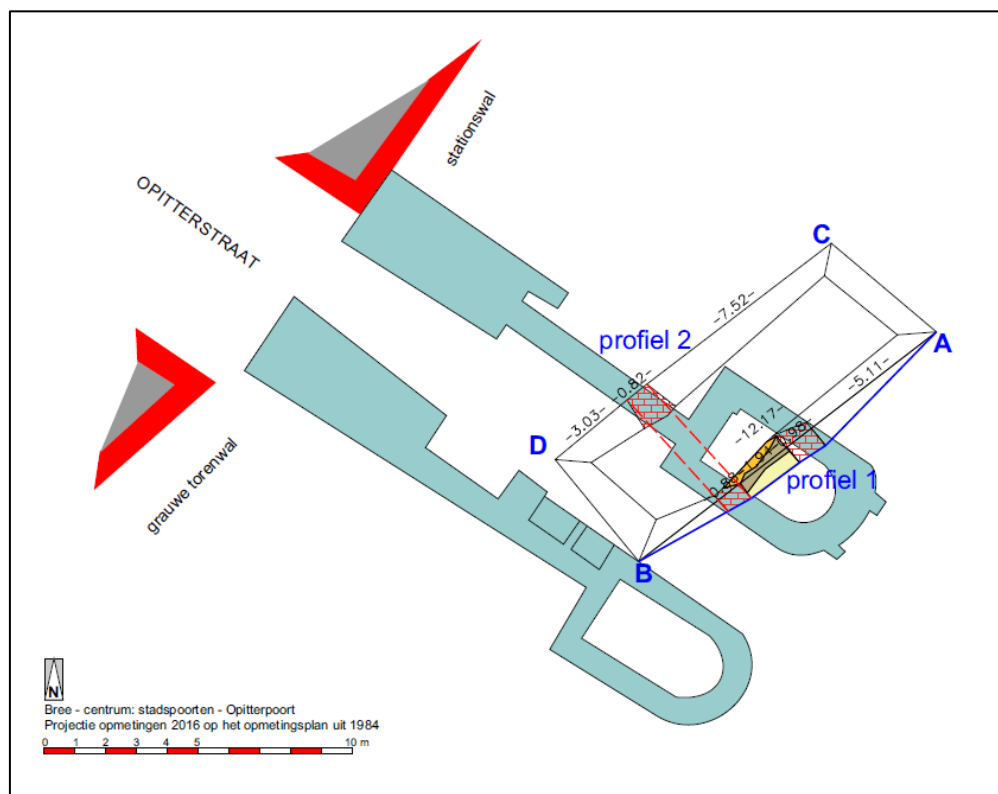 stationswal
OPITTERSTRAAT
C
-7.52-
A
profiel 2
-5.11-
-0.82-
-12.17-
-3.03-
D
profiel 1
grauwe torenwal
B
N
Bree - centrum: stadspoorten - Opitterpoort
Projectie opmetingen 2016 op het opmetingsplan uit 1984
0 1 2 3 4 5 10 m